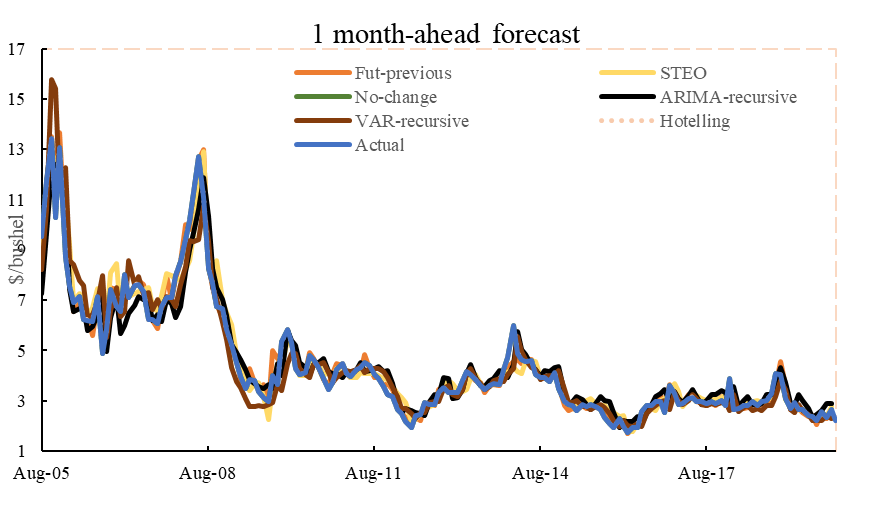 1 month-ahead forecast
17
15
13
11
9
7
5
3
1
$/bushel
Fut-previous
STEO
No-change
ARIMA-recursive
VAR-recursive
Hotelling
Actual
Aug-05
Aug-08
Aug-11
Aug-14
Aug-17